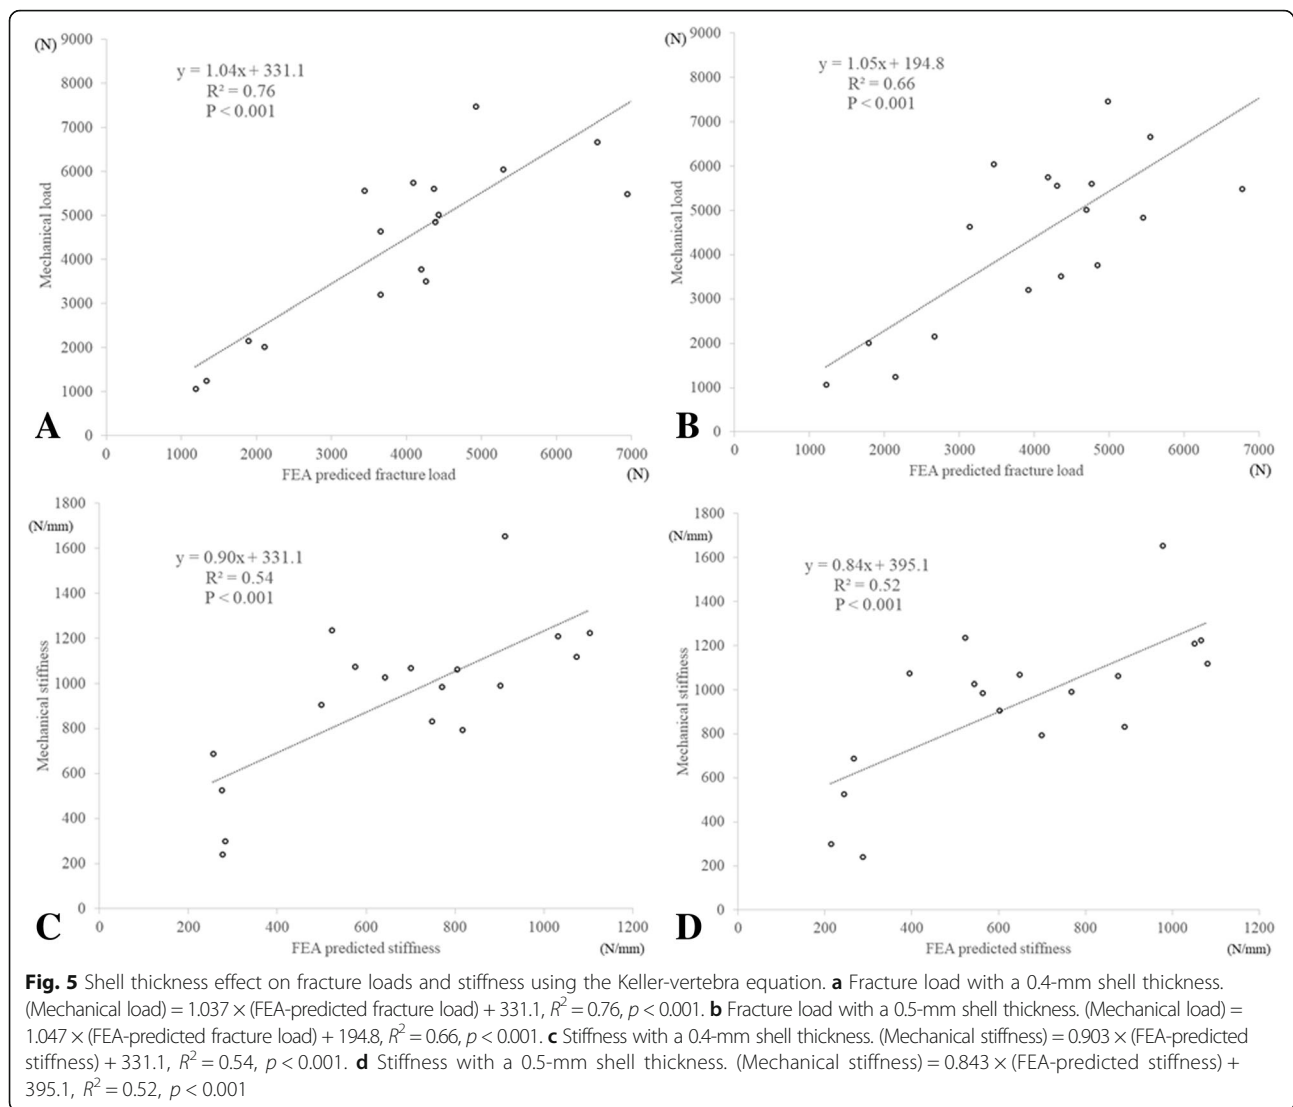 (N)
9000
8000
7000
6000
5000
4000
3000
2000
1000
0
Mechanical load
y = 1.04x + 331.1
R² = 0.76
P < 0.001
A
0 1000 2000 3000 4000 5000 6000 7000
FEA prediced fracture load (N)
(N)
9000
8000
7000
6000
5000
4000
3000
2000
1000
0
Mechanical load
y = 1.05x + 194.8
R² = 0.66
P < 0.001
B
0 1000 2000 3000 4000 5000 6000 7000
FEA predicted fracture load (N)
1800
(N/mm)
1600
1400
1200
1000
800
600
400
200
0
Mechanical stiffness
y = 0.90x + 331.1
R² = 0.54
P < 0.001
C
0 200 400 600 800 1000 1200
FEA predicted stiffness (N/mm)
1800
(N/mm)
1600
1400
1200
1000
800
600
400
200
0
Mechanical stiffness
y = 0.84x + 395.1
R² = 0.52
P < 0.001
D
0 200 400 600 800 1000 1200
FEA predicted stiffness (N/mm)
Fig. 5 Shell thickness effect on fracture loads and stiffness using the Keller-vertebra equation. a Fracture load with a 0.4-mm shell thickness.
(Mechanical load) = 1.037 × (FEA-predicted fracture load) + 331.1, R² = 0.76, p < 0.001. b Fracture load with a 0.5-mm shell thickness. (Mechanical load) =
1.047 × (FEA-predicted fracture load) + 194.8, R² = 0.66, p < 0.001. c Stiffness with a 0.4-mm shell thickness. (Mechanical stiffness) = 0.903 × (FEA-predicted
stiffness) + 331.1, R² = 0.54, p < 0.001. d Stiffness with a 0.5-mm shell thickness. (Mechanical stiffness) = 0.843 × (FEA-predicted stiffness) +
395.1, R² = 0.52, p < 0.001